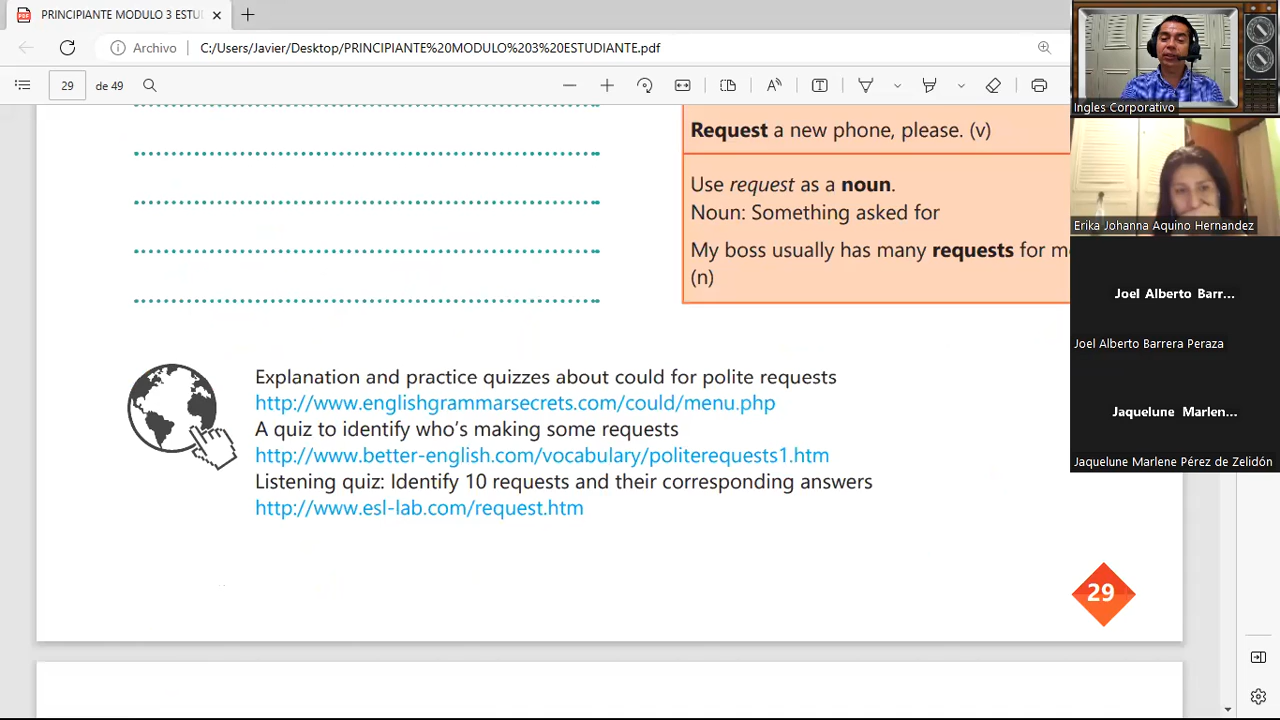 PRINCIPIANTE MODULO 3 ESTU
Archivo
C:/Users/Javier/Desktop/PRINCIPIANTE%20MODULO%203%20ESTUDIANTE.pdf
29
de 49
Request a new phone, please. (v)
Use request as a noun.
Noun: Something asked for
My boss usually has many requests for m
(n)
Explanation and practice quizzes about could for polite requests
http://www.englishgrammarsecrets.com/could/menu.php
A quiz to identify who's making some requests
http://www.better-english.com/vocabulary/politerequests1.htm
Listening quiz: Identify 10 requests and their corresponding answers
http://www.esl-lab.com/request.htm
29
Ingles Corporativo
Erika Johanna Aquino Hernandez
Joel Alberto Barr...
Joel Alberto Barrera Peraza
Jaquelune Marlen...
Jaquelune Marlene Pérez de Zelidón